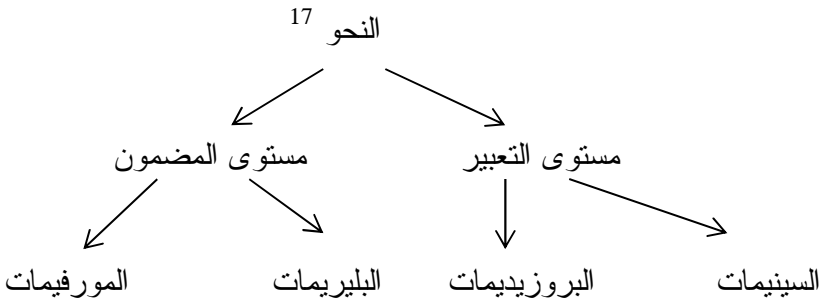 النحو 17
مستوى التعبير مستوى المضمون
السينيمات البروزيديمات البليريمات المورفيمات